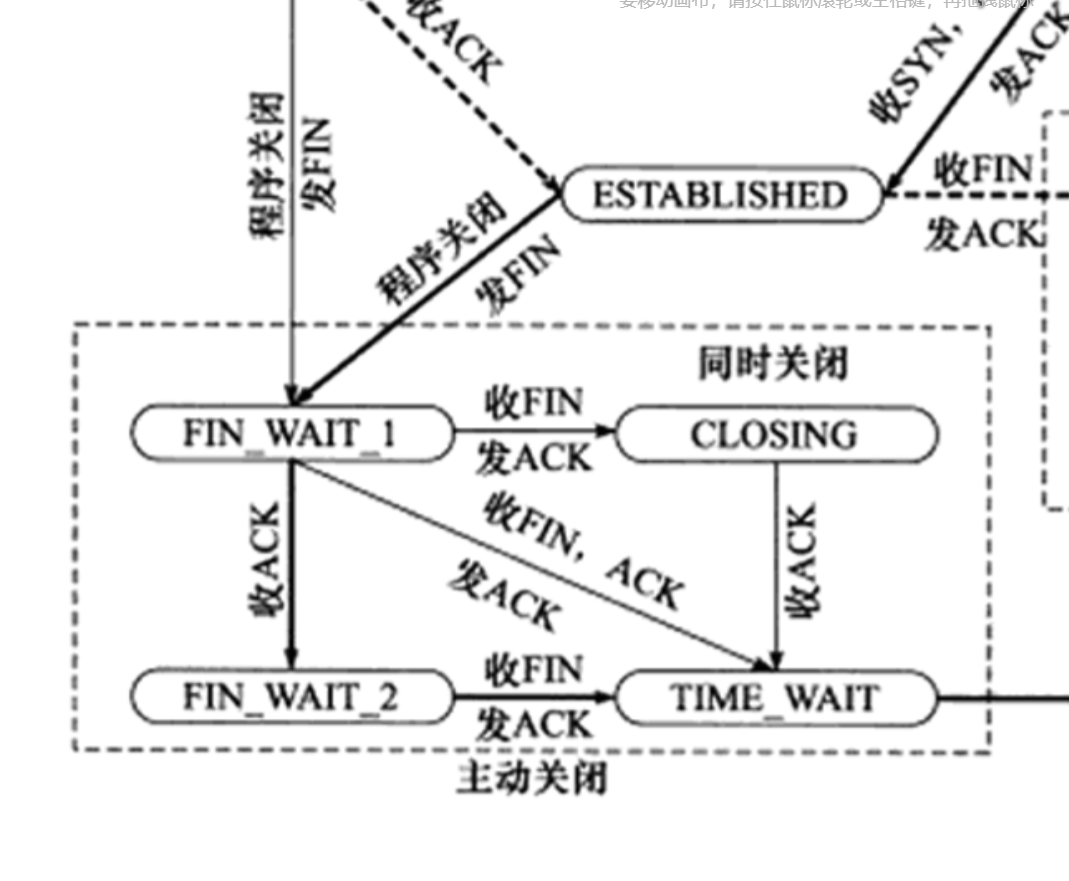 收ACK
收SYN，
发ACK
程序关闭
发FIN
ESTABLISHED
收FIN
发ACK
程序关闭
发FIN
同时关闭
FIN_WAIT_1
收FIN
发ACK
CLOSING
收ACK
收FIN，ACK
发ACK
收ACK
FIN_WAIT_2
收FIN
发ACK
TIME_WAIT
主动关闭